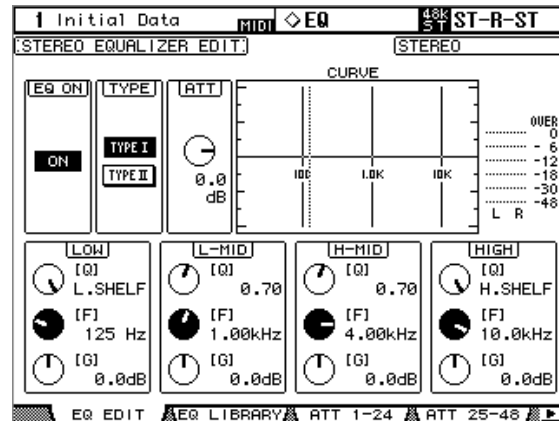 1 Initial Data MIDI ◇EQ 48K ST ST-R-ST
STEREO EQUALIZER EDIT STEREO
CURVE
EQ ON TYPE ATT
ON
TYPE I
TYPE II
0.0
dB
100 1.0K 10K
OVER
0
- 6
-12
-18
-30
-48
L R
LOW L-MID H-MID HIGH
[Q] [Q] [Q] [Q]
L.SHELF 0.70 0.70 H.SHELF
[F] [F] [F] [F]
125 Hz 1.00kHz 4.00kHz 10.0kHz
[G] [G] [G] [G]
0.0dB 0.0dB 0.0dB 0.0dB
EQ EDIT EQ LIBRARY ATT 1-24 ATT 25-48